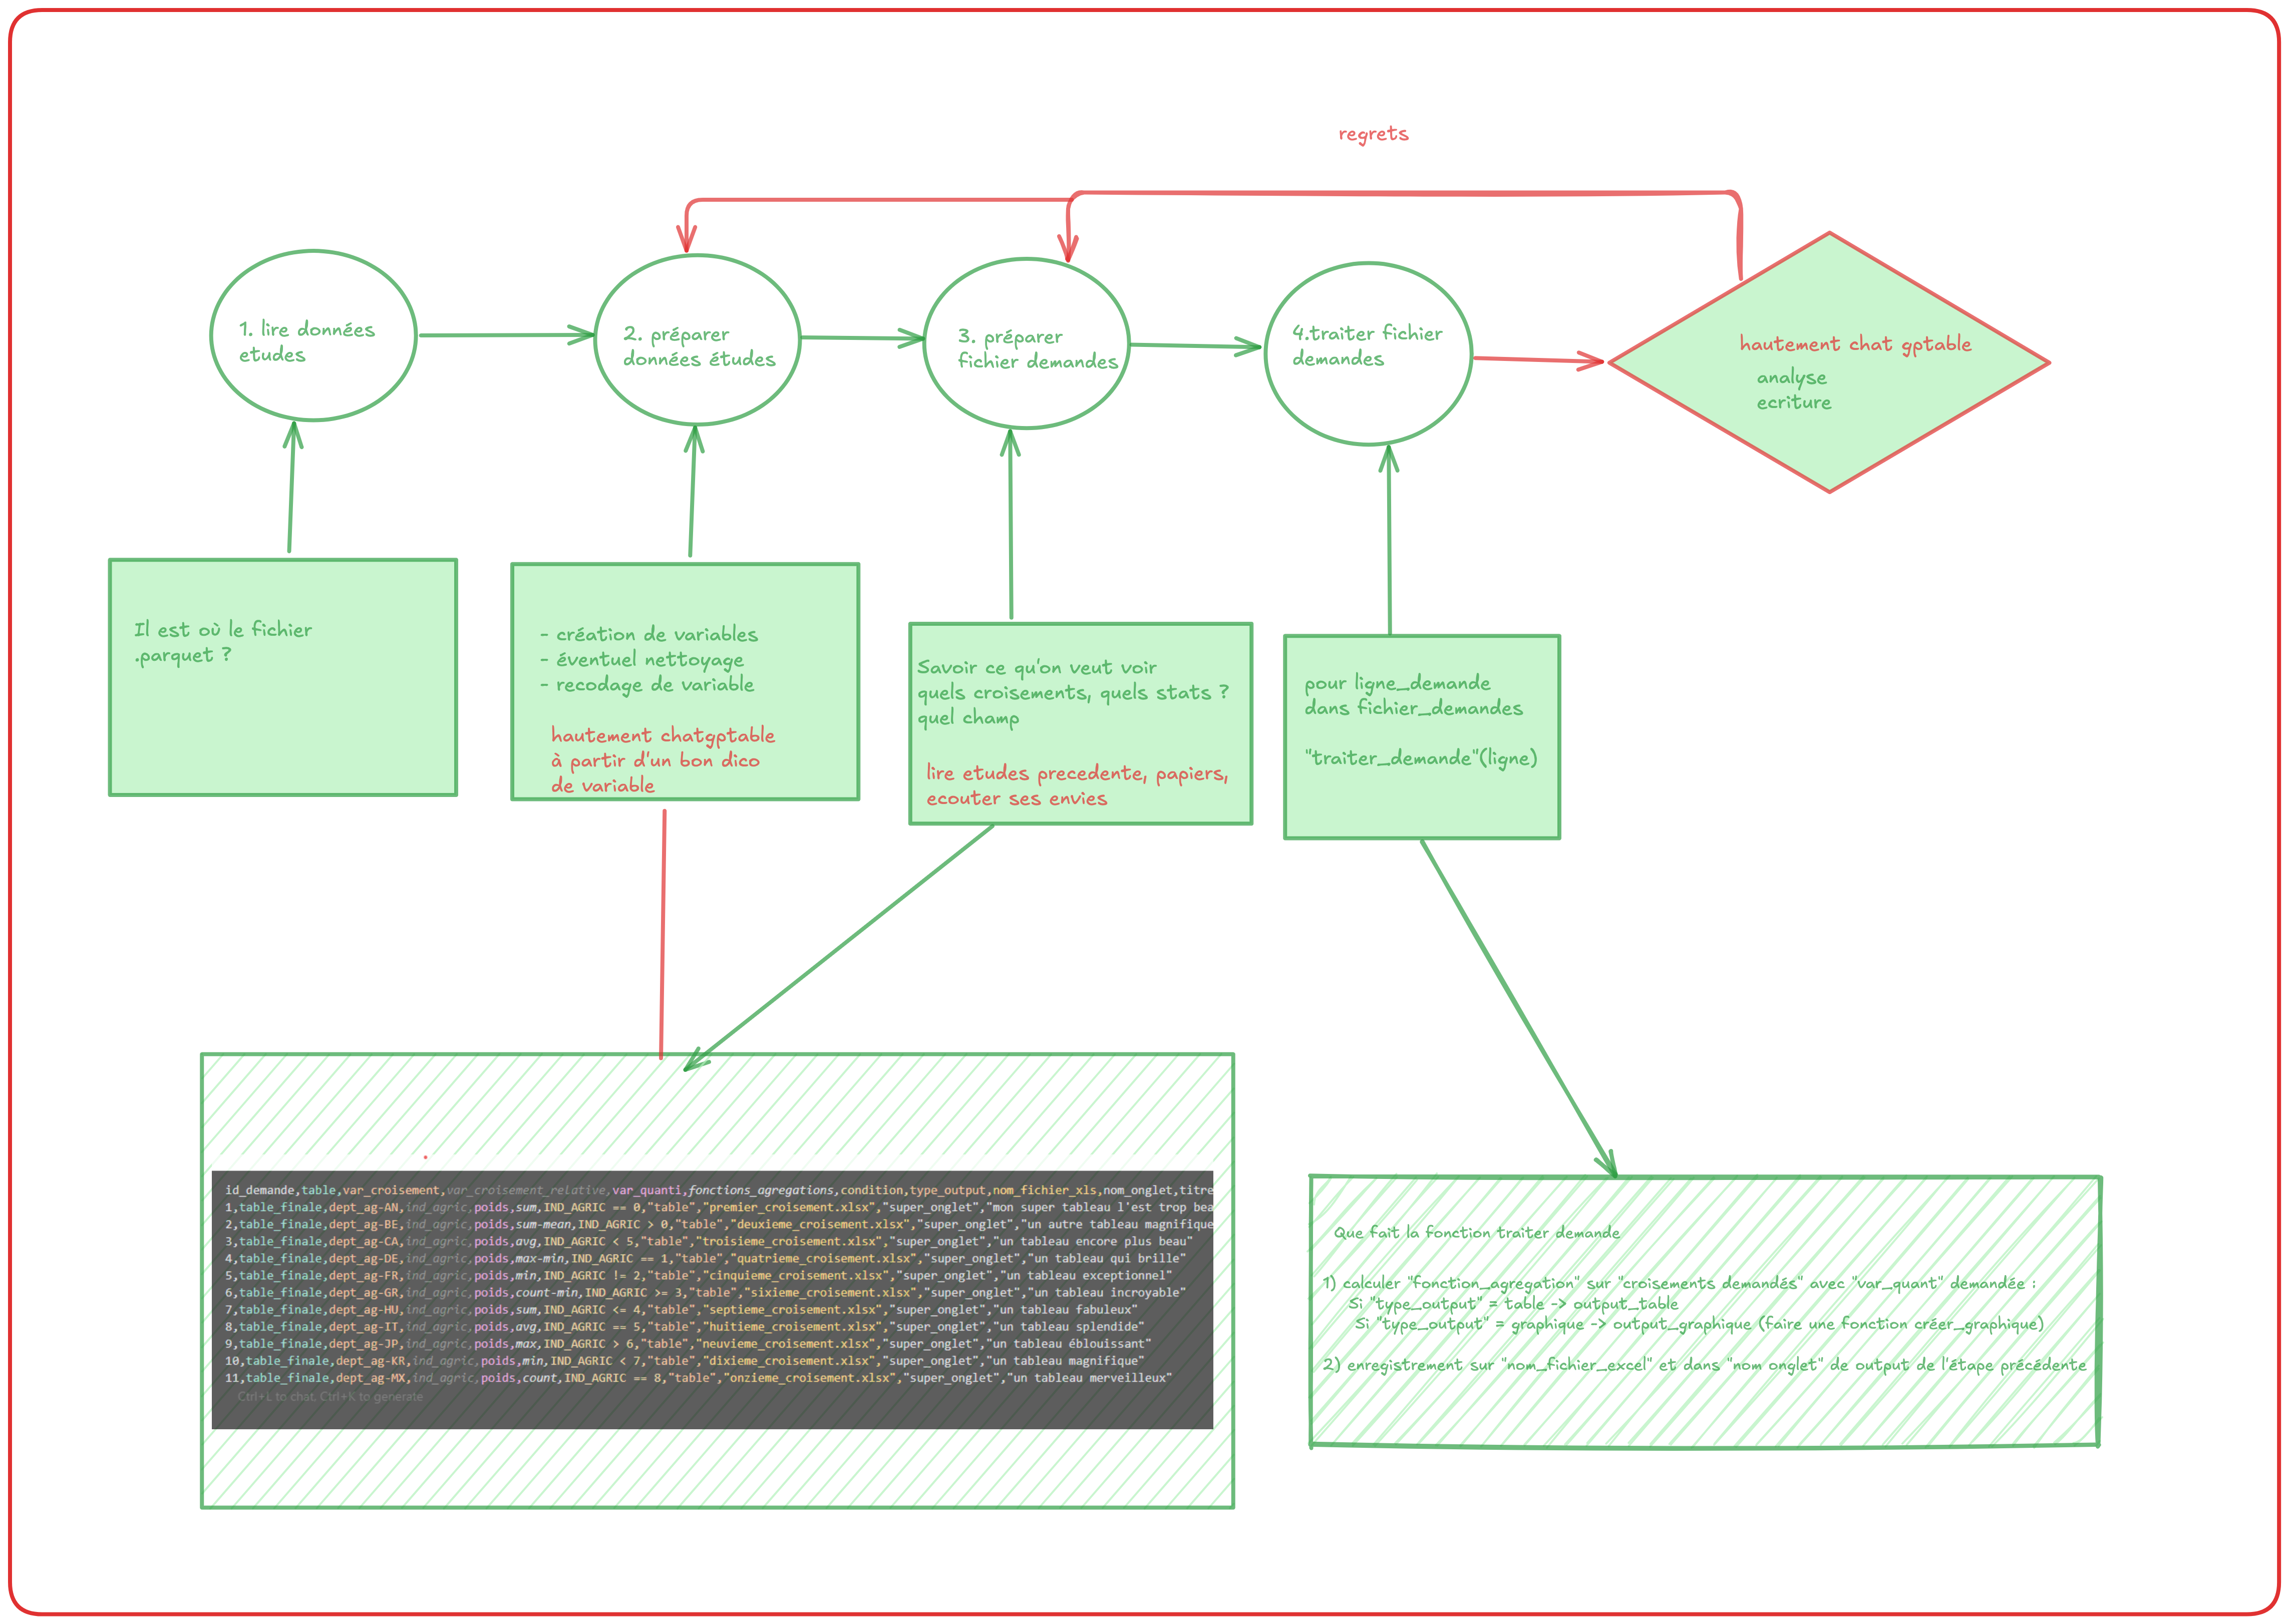 regrets
1. lire données
etudes
2. préparer
données études
3. préparer
fichier demandes
4.traiter fichier
demandes
hautement chat gptable
analyse
ecriture
Il est où le fichier
.parquet ?
- création de variables
- éventuel nettoyage
- recodage de variable
hautement chatgptable
à partir d'un bon dico
de variable
Savoir ce qu'on veut voir
quels croisements, quels stats ?
quel champ
lire etudes precedente, papiers,
ecouter ses envies
pour ligne_demande
dans fichier_demandes
"traiter_demande"(ligne)
id_demande,table,var_croisement,var_croisement_relative,var_quanti,fonctions_agregations,condition,type_output,nom_fichier_xls,nom_onglet,titre
1,table_finale,dept_ag-AN,ind_agric,poids,sum,IND_AGRIC == 0,"table","premier_croisement.xlsx","super_onglet","mon super tableau l'est trop bea
2,table_finale,dept_ag-BE,ind_agric,poids,sum-mean,IND_AGRIC > 0,"table","deuxieme_croisement.xlsx","super_onglet","un autre tableau magnifique
3,table_finale,dept_ag-CA,ind_agric,poids,avg,IND_AGRIC < 5,"table","troisieme_croisement.xlsx","super_onglet","un tableau encore plus beau"
4,table_finale,dept_ag-DE,ind_agric,poids,max-min,IND_AGRIC == 1,"table","quatrieme_croisement.xlsx","super_onglet","un tableau qui brille"
5,table_finale,dept_ag-FR,ind_agric,poids,min,IND_AGRIC != 2,"table","cinquieme_croisement.xlsx","super_onglet","un tableau exceptionnel"
6,table_finale,dept_ag-GR,ind_agric,poids,count-min,IND_AGRIC >= 3,"table","sixieme_croisement.xlsx","super_onglet","un tableau incroyable"
7,table_finale,dept_ag-HU,ind_agric,poids,sum,IND_AGRIC <= 4,"table","septieme_croisement.xlsx","super_onglet","un tableau fabuleux"
8,table_finale,dept_ag-IT,ind_agric,poids,avg,IND_AGRIC == 5,"table","huitieme_croisement.xlsx","super_onglet","un tableau splendide"
9,table_finale,dept_ag-JP,ind_agric,poids,max,IND_AGRIC > 6,"table","neuvieme_croisement.xlsx","super_onglet","un tableau éblouissant"
10,table_finale,dept_ag-KR,ind_agric,poids,min,IND_AGRIC < 7,"table","dixieme_croisement.xlsx","super_onglet","un tableau magnifique"
11,table_finale,dept_ag-MX,ind_agric,poids,count,IND_AGRIC == 8,"table","onzieme_croisement.xlsx","super_onglet","un tableau merveilleux"
Ctrl+L to chat. Ctrl+K to generate
Que fait la fonction traiter demande
1) calculer "fonction_agregation" sur "croisements demandés" avec "var_quant" demandée :
Si "type_output" = table -> output_table
Si "type_output" = graphique -> output_graphique (faire une fonction créer_graphique)
2) enregistrement sur "nom_fichier_excel" et dans "nom onglet" de output de l'étape précédente